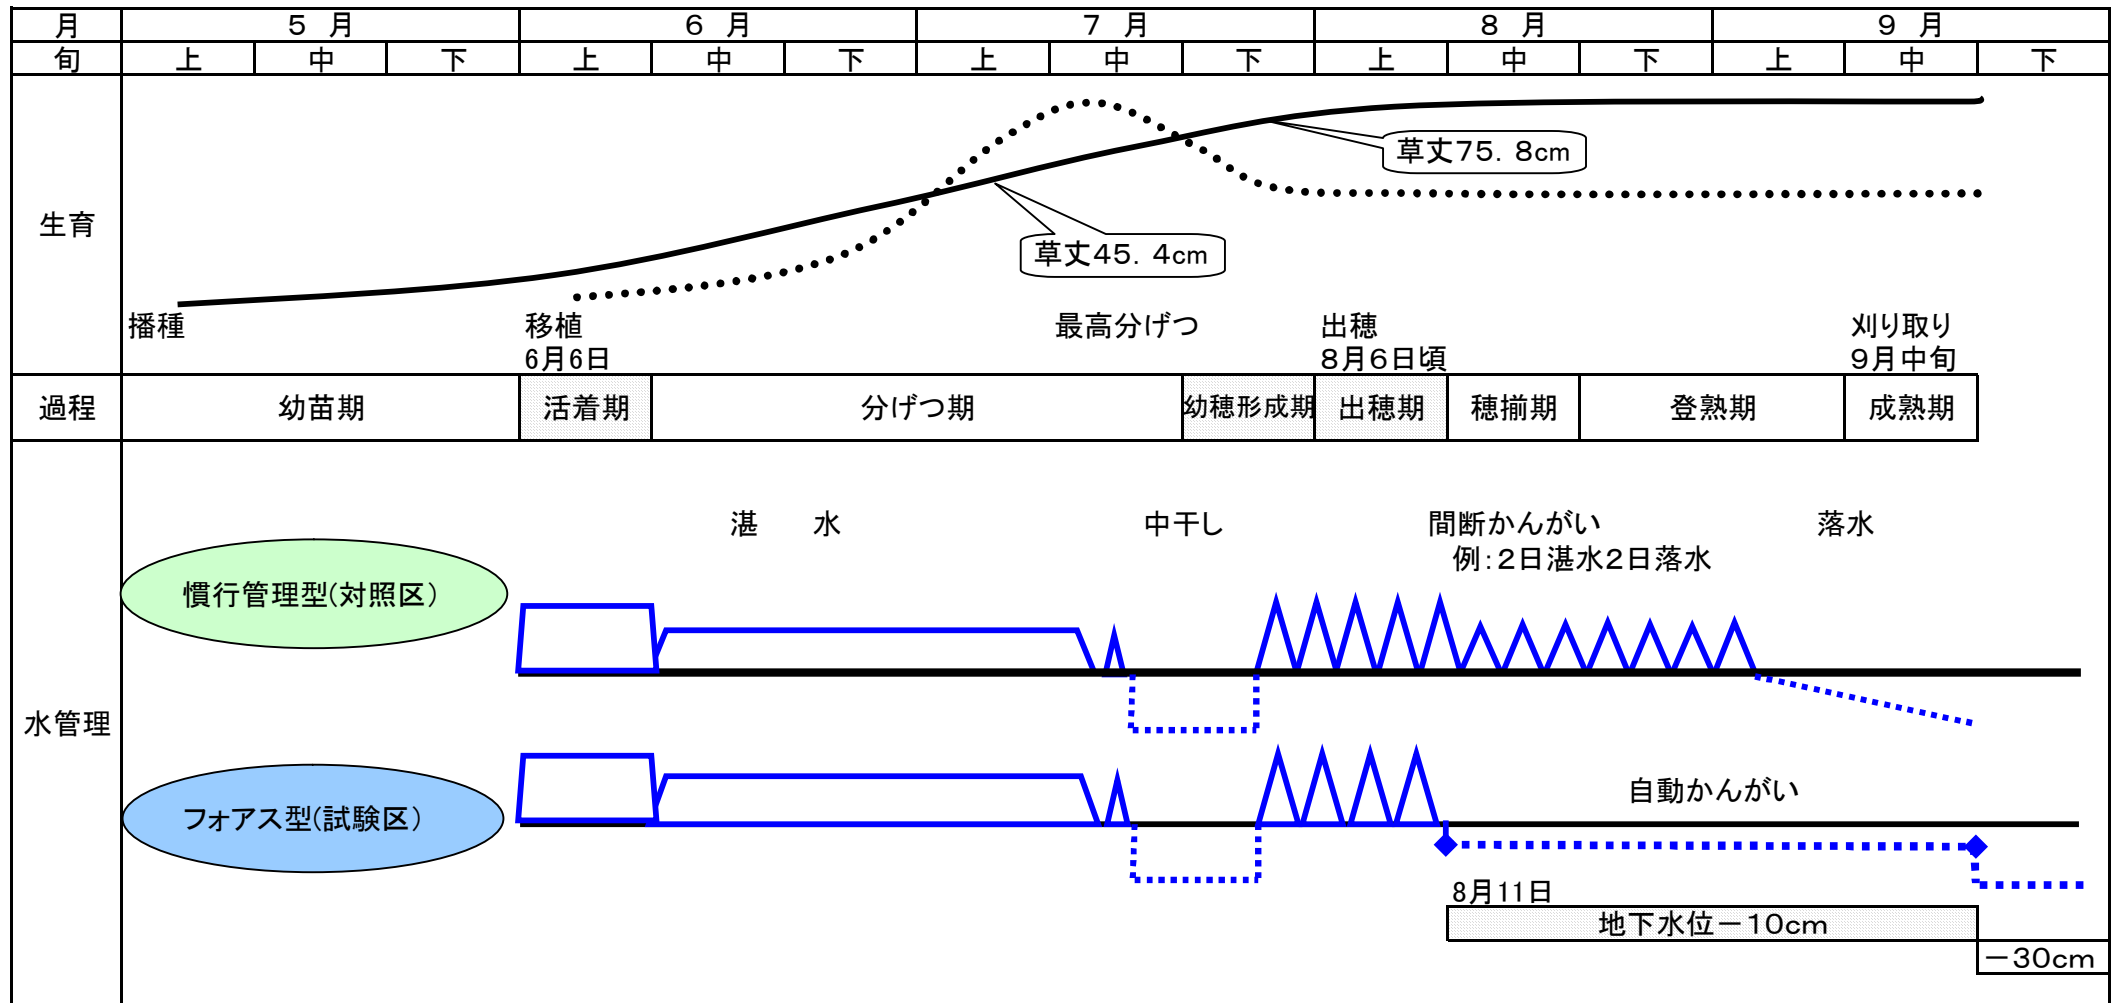 月 ５ 月 ６ 月 ７ 月 ８ 月 ９ 月
旬 上 中 下 上 中 下 上 中 下 上 中 下 上 中 下
草丈75．8cm
生育
草丈45．4cm
播種 移植 最高分げつ 出穂 刈り取り
6月6日 ８月６日頃 ９月中旬
過程 幼苗期 活着期 分げつ期 幼穂形成期 出穂期 穂揃期 登熟期 成熟期
湛 水 中干し 間断かんがい 落水
例：２日湛水２日落水
慣行管理型(対照区)
水管理
自動かんがい
フォアス型(試験区)
8月11日
地下水位－10cm
－30cm